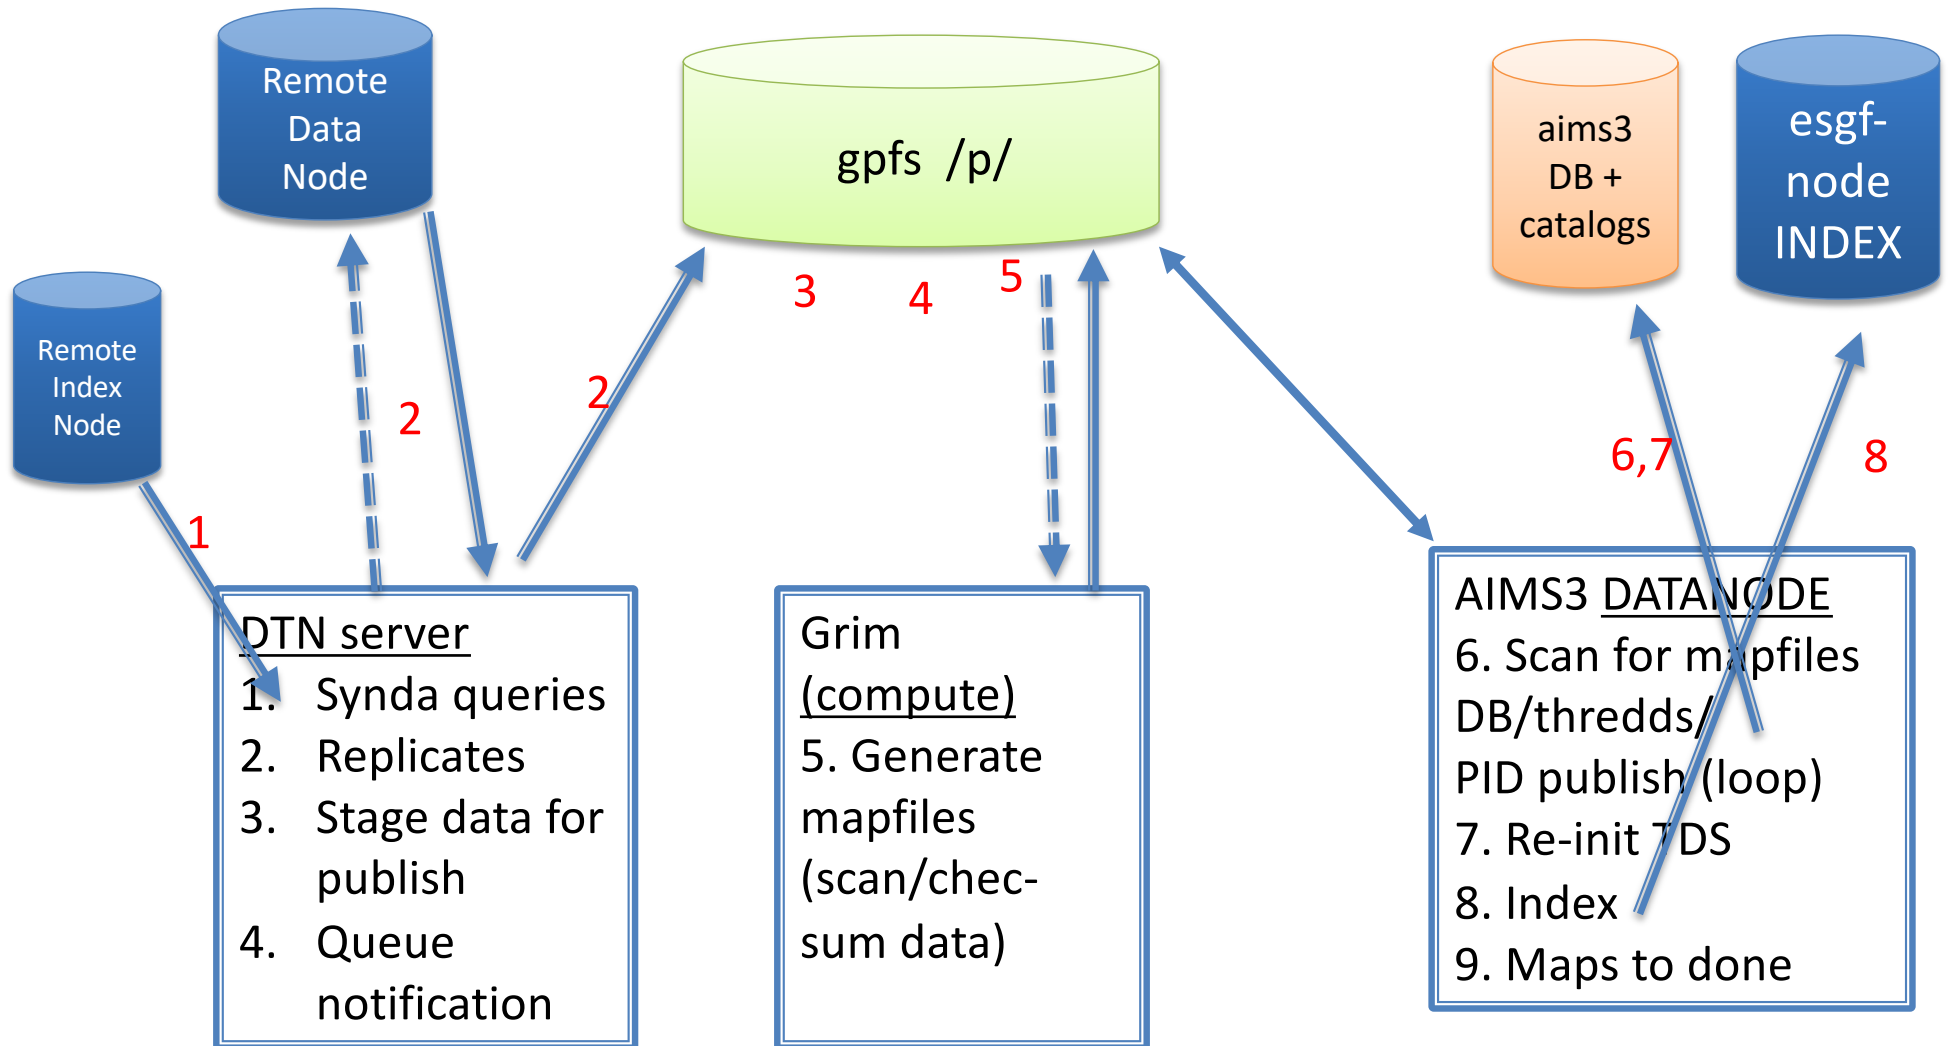 Remote
Data
Node
gpfs  /p/
aims3
DB +
catalogs
esgf-
node
INDEX
Remote
Index
Node
1
2
2
3
4
5
6,7
8
DTN server
1. Synda queries
2. Replicates
3. Stage data for
publish
4. Queue
notification
Grim
(compute)
5. Generate
mapfiles
(scan/chec-
sum data)
AIMS3 DATANODE
6. Scan for mapfiles
DB/thredds/
PID publish (loop)
7. Re-init TDS
8. Index
9. Maps to done